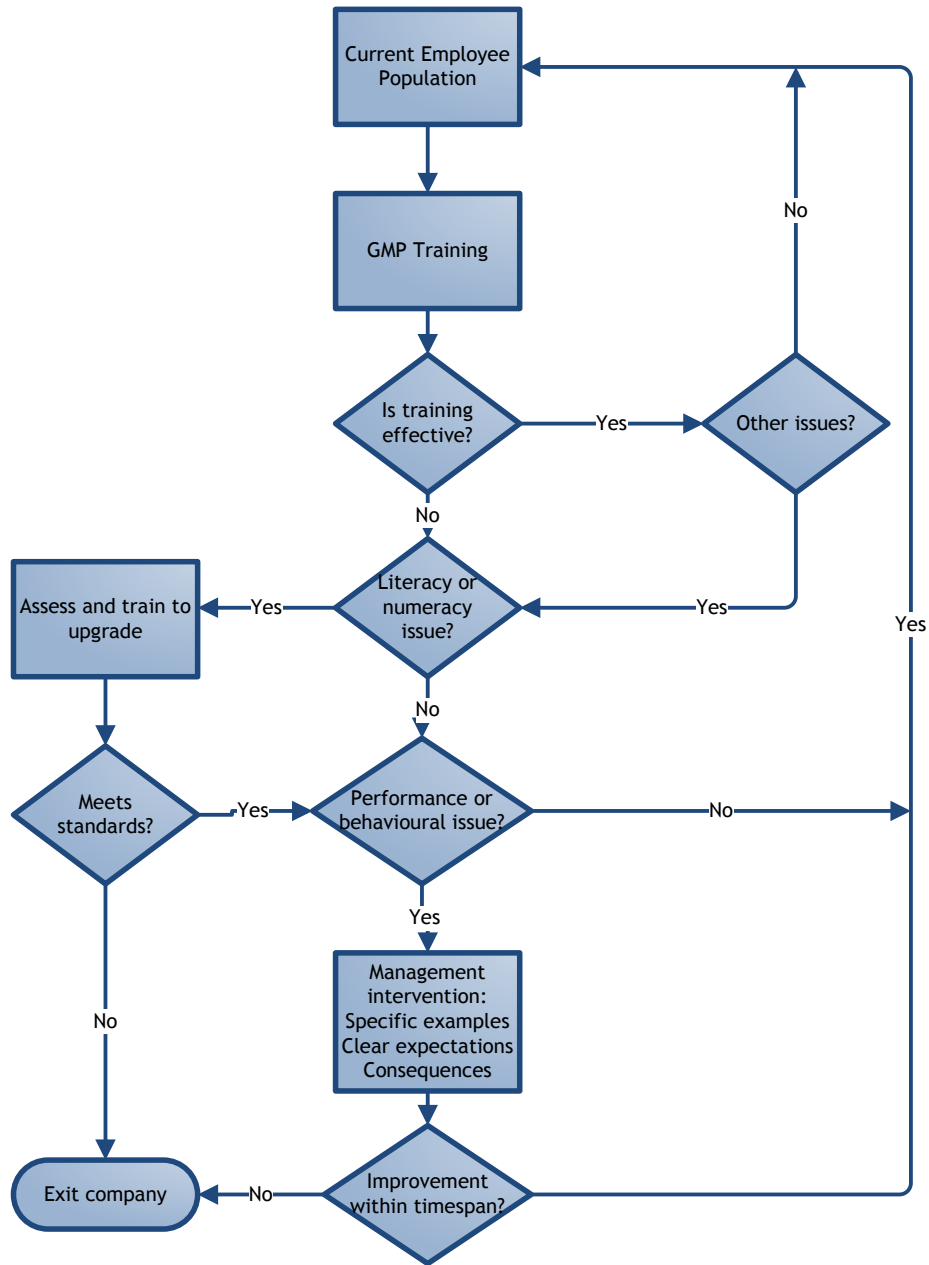 Current Employee
Population
GMP Training
No
Is training
effective?
Yes
Other issues?
No
Literacy or
numeracy
issue?
Yes
Assess and train to
upgrade
Yes
Yes
No
Meets
standards?
Yes
Performance or
behavioural issue?
No
Yes
Management
intervention:
Specific examples
Clear expectations
Consequences
No
Exit company
No
Improvement
within timespan?